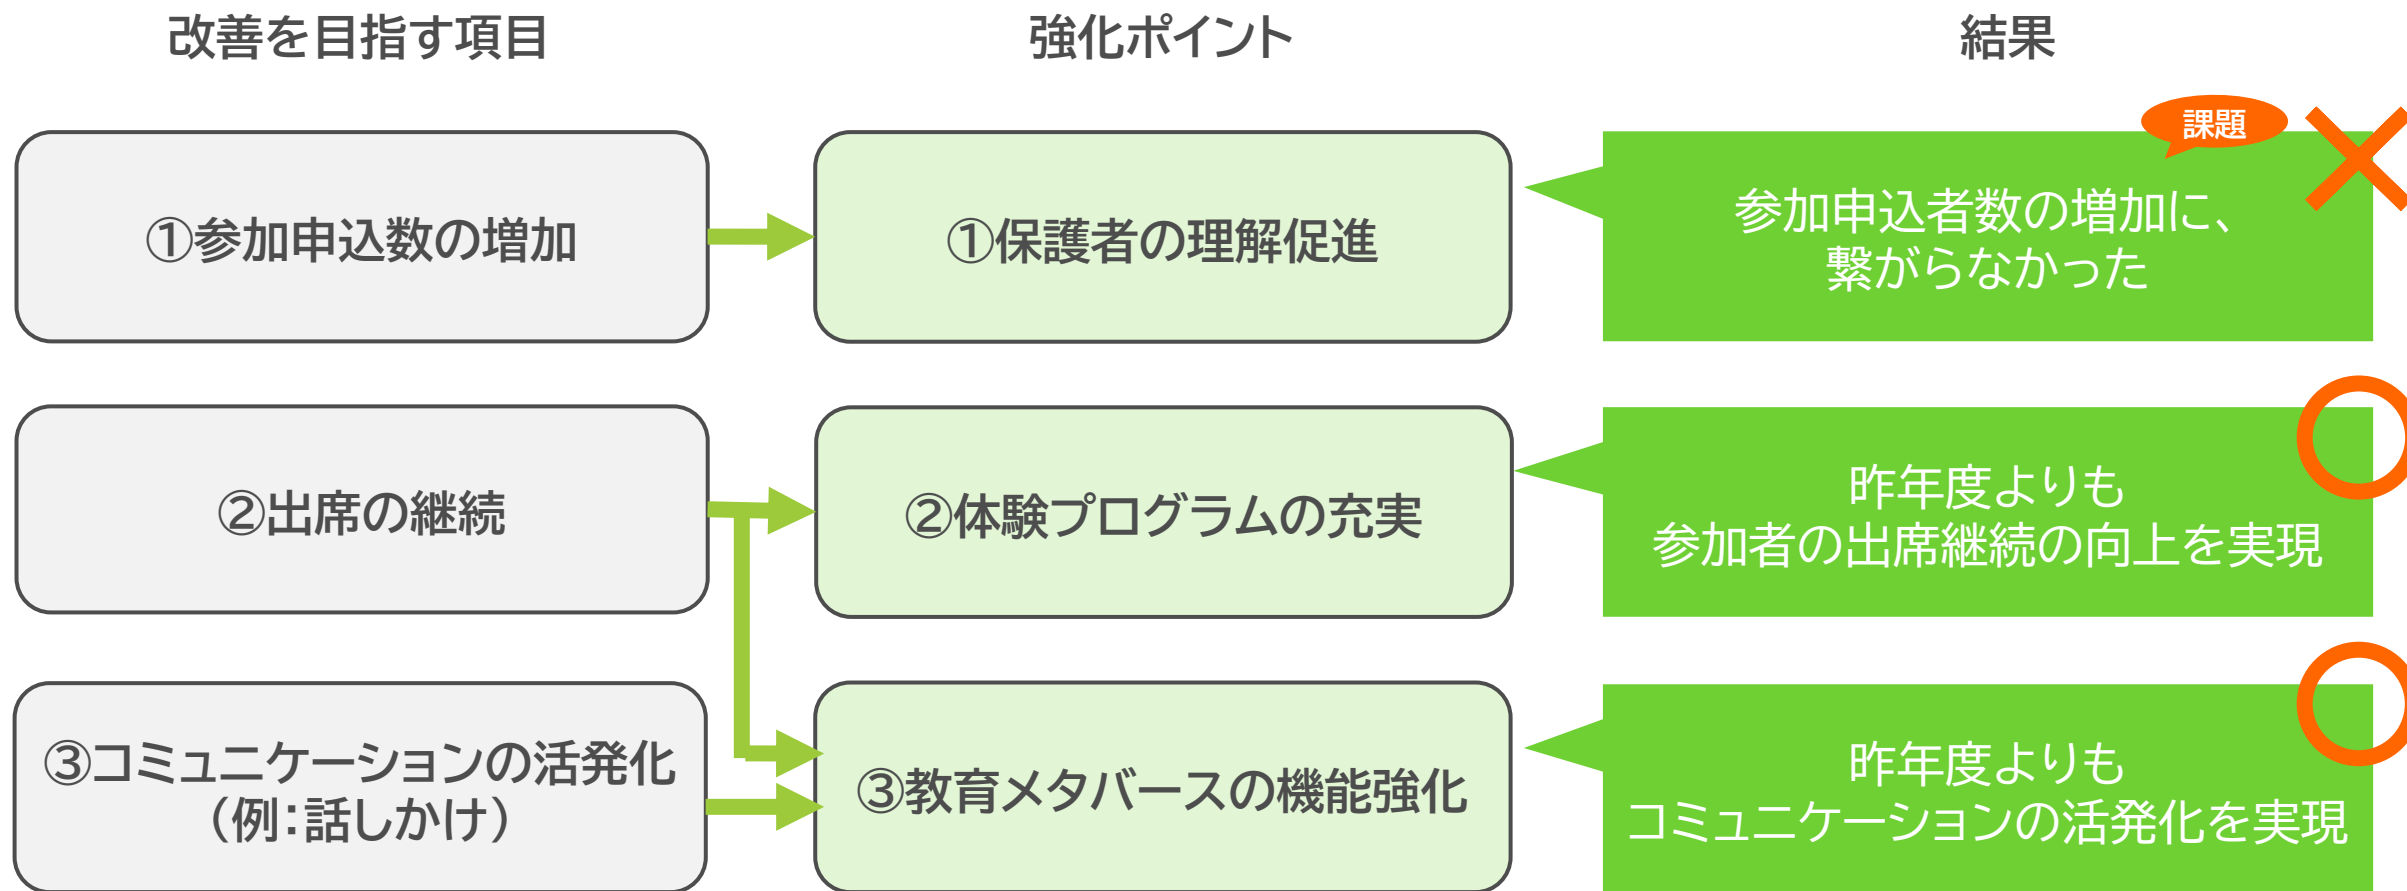 改善を目指す項目
強化ポイント
結果
①参加申込数の増加
①保護者の理解促進
課題
参加申込者数の増加に、
繋がらなかった
②出席の継続
②体験プログラムの充実
昨年度よりも
参加者の出席継続の向上を実現
③コミュニケーションの活発化
（例：話しかけ）
③教育メタバースの機能強化
昨年度よりも
コミュニケーションの活発化を実現